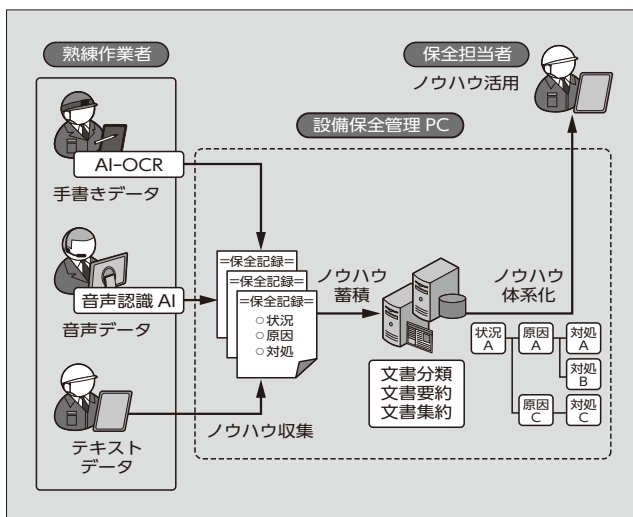 熟練作業者
保全担当者
ノウハウ活用
設備保全管理 PC
AI-OCR
手書きデータ
音声認識 AI
音声データ
テキスト
データ
=保全記録=
=保全記録=
=保全記録=
○状況
○原因
○対処
ノウハウ収集
ノウハウ
蓄積
文書分類
文書要約
文書集約
ノウハウ
体系化
状況
A
原因
A
対処
A
対処
B
原因
C
対処
C